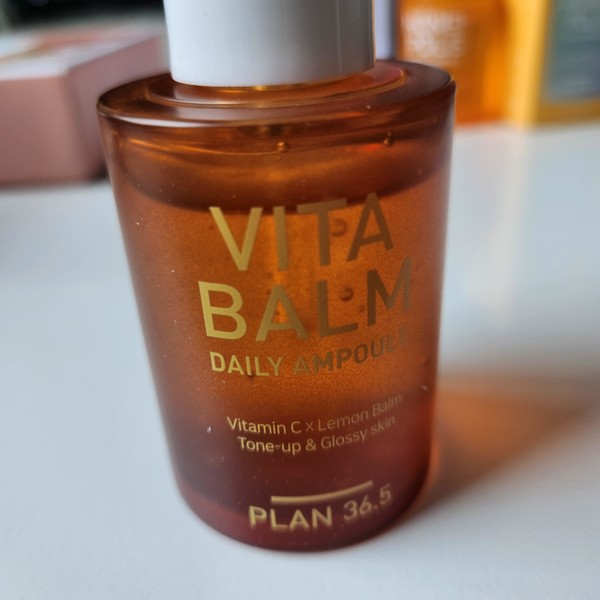 VITA
BALM
DAILY AMPOULE
Vitamin C x Lemon Balm
Tone-up & Glossy skin
PLAN 36.5